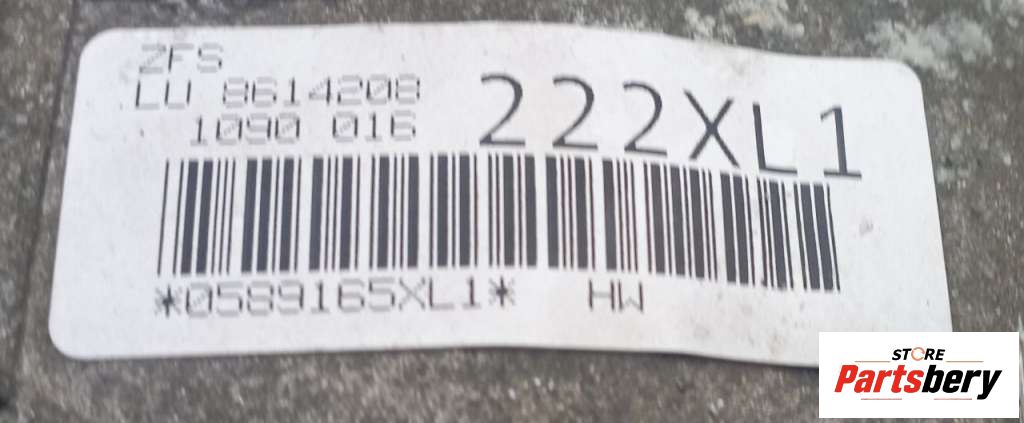 ZFS
LU 8614208
1090 016
222XL1
*0589165XL1* HW
STORE
Partsbery